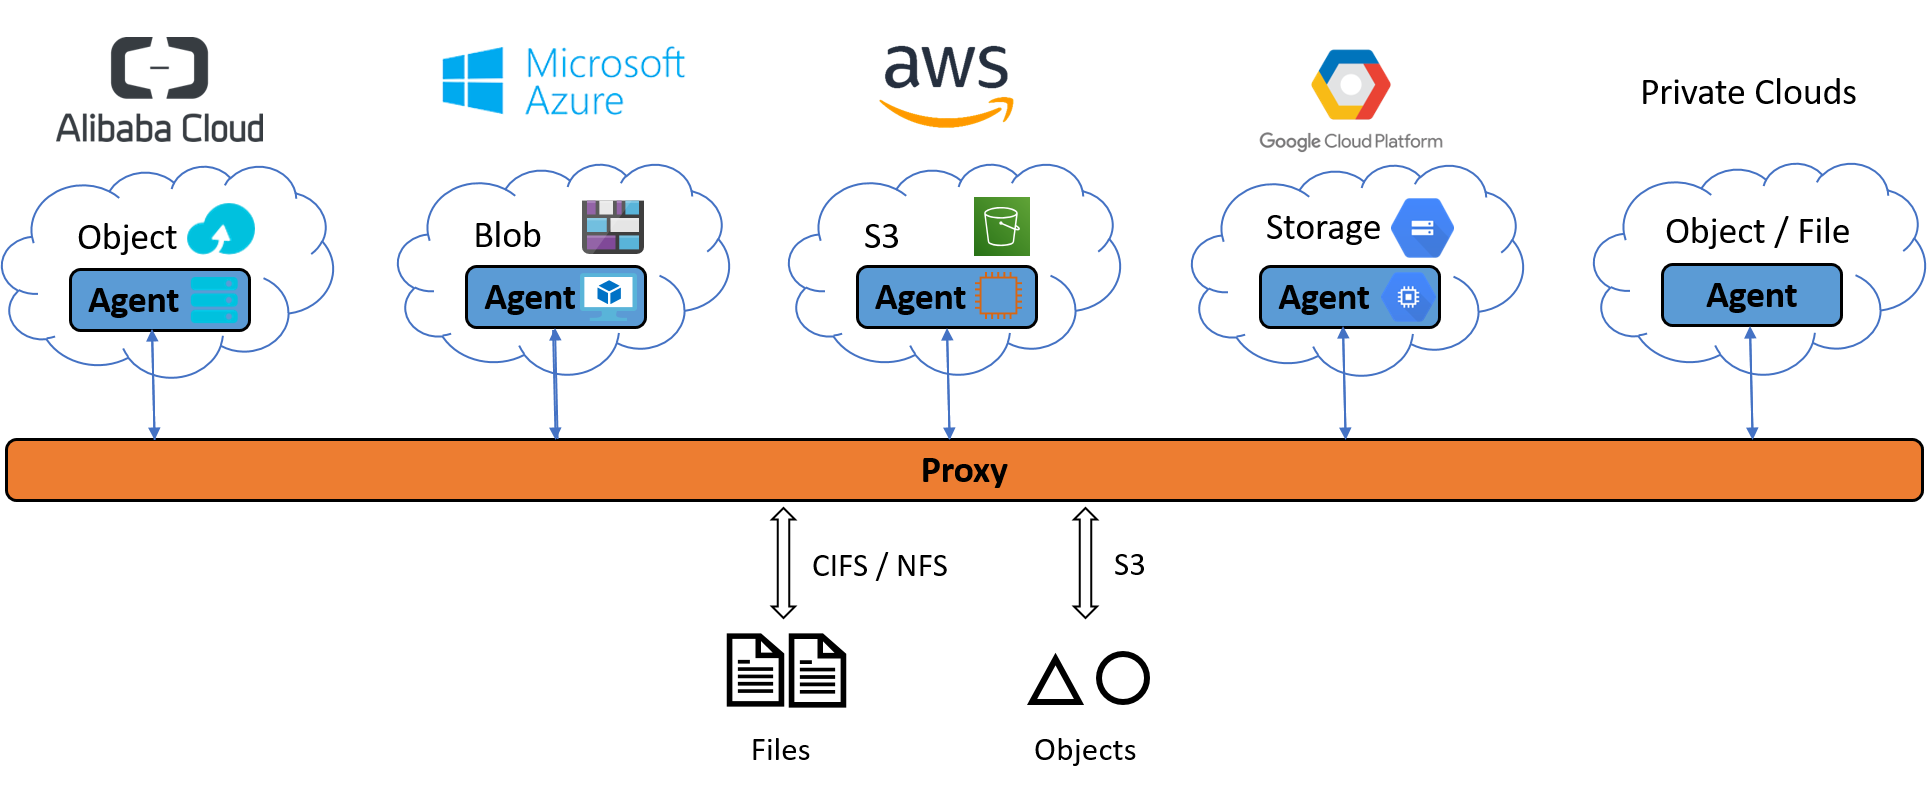 Alibaba Cloud
Microsoft
Azure
aws
Google Cloud Platform
Private Clouds
Object
Agent
Blob
Agent
S3
Agent
Storage
Agent
Object / File
Agent
Proxy
CIFS / NFS
S3
Files
Objects